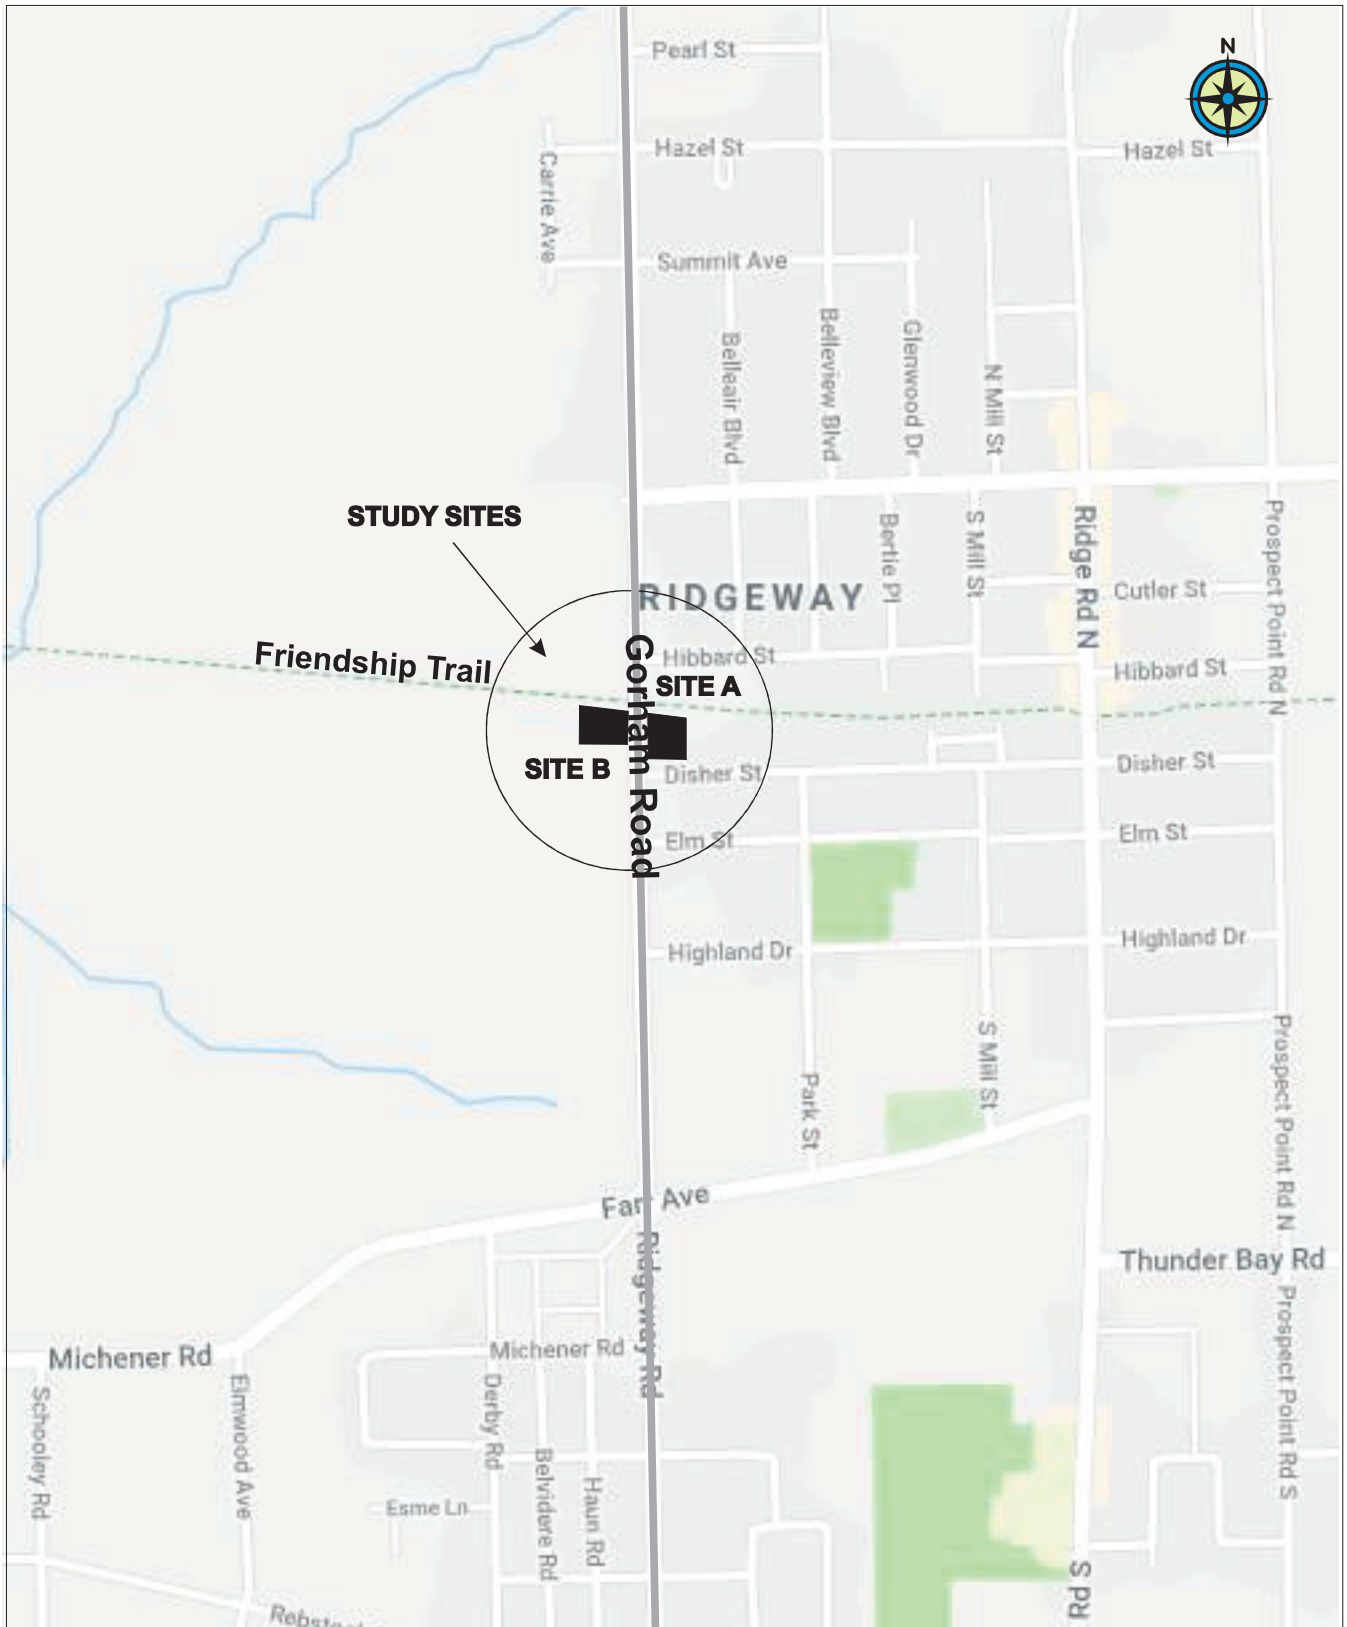 N
Pearl St
Hazel St
Hazel St
Carrie Ave
Summit Ave
Belleair Blvd
Belleview Blvd
Glenwood Dr
N Mill St
STUDY SITES
Bertie Pl
S Mill St
Ridge Rd N
Prospect Point Rd N
RIDGEWAY
Cutler St
Friendship Trail
Gorham Road
Hibbard St
Hibbard St
SITE A
SITE B
Disher St
Disher St
Elm St
Elm St
Highland Dr
Highland Dr
Park St
S Mill St
Prospect Point Rd N
Farr Ave
Ridgeway Rd
Thunder Bay Rd
Michener Rd
Michener Rd
Prospect Point Rd S
Schooley Rd
Elmwood Ave
Derby Rd
Belvidere Rd
Haun Rd
Esme Ln
Rd S